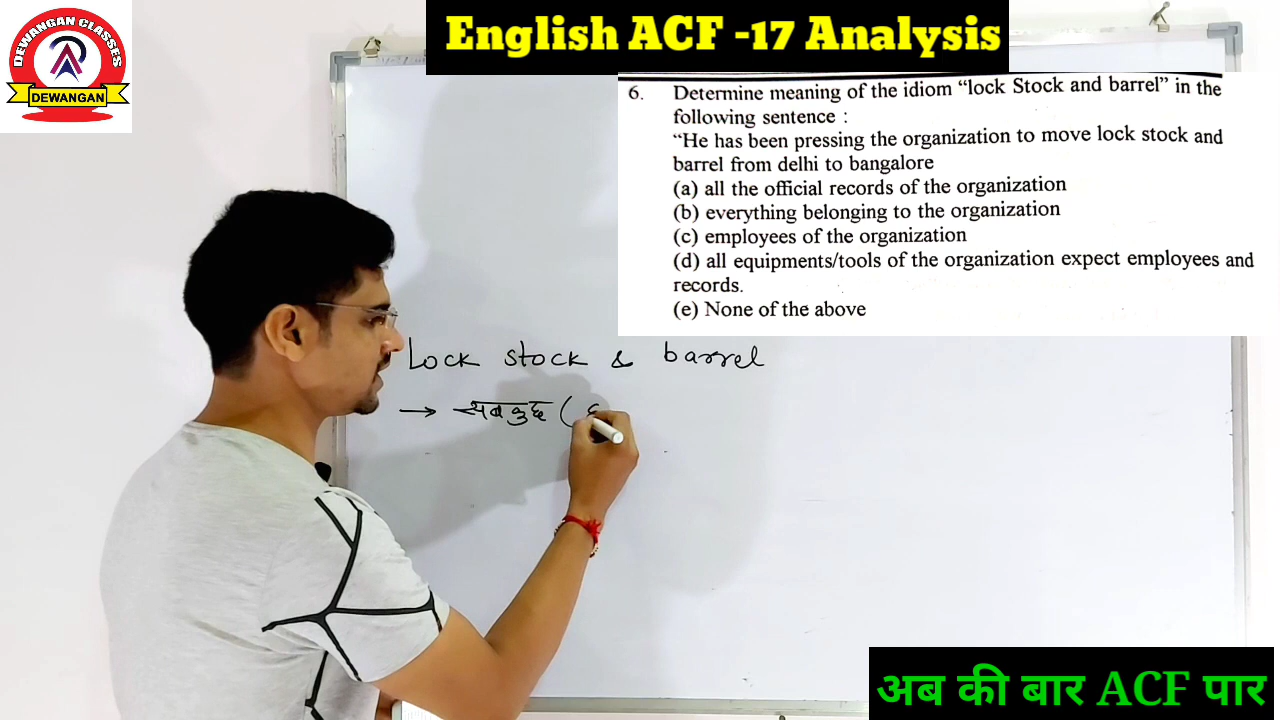 DEWANGAN CLASSES
DEWANGAN
English ACF -17 Analysis
6. Determine meaning of the idiom “lock Stock and barrel” in the
following sentence :
“He has been pressing the organization to move lock stock and
barrel from delhi to bangalore
(a) all the official records of the organization
(b) everything belonging to the organization
(c) employees of the organization
(d) all equipments/tools of the organization expect employees and
records.
(e) None of the above
Lock stock & barrel
→ सब कुछ (
अब की बार ACF पार